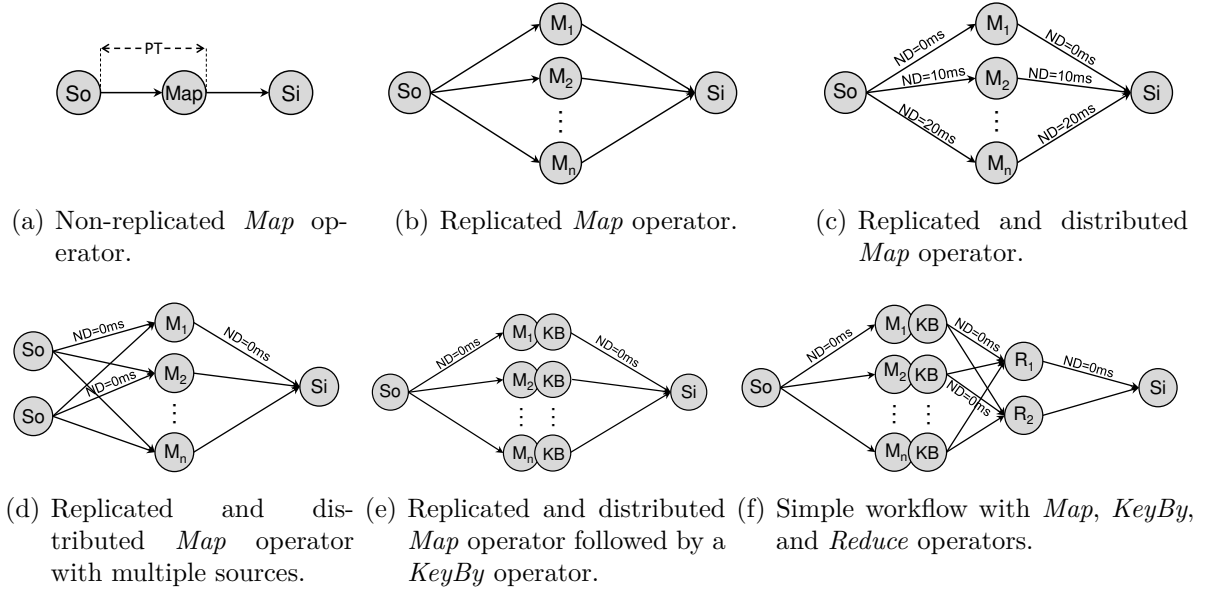 PT
So Map Si
(a) Non-replicated Map op-
erator.
So M1 M2 Mn Si
(b) Replicated Map operator.
So M1 M2 Mn Si
ND=0ms ND=0ms
ND=10ms ND=10ms
ND=20ms ND=20ms
(c) Replicated and distributed
Map operator.
So So M1 M2 Mn Si
ND=0ms ND=0ms
ND=0ms
(d) Replicated and dis-
tributed Map operator
with multiple sources.
So M1 KB M2 KB Mn KB Si
ND=0ms ND=0ms
(e) Replicated and distributed
Map operator followed by a
KeyBy operator.
So M1 KB M2 KB Mn KB R1 R2 Si
ND=0ms ND=0ms ND=0ms
ND=0ms
(f) Simple workflow with Map, KeyBy,
and Reduce operators.